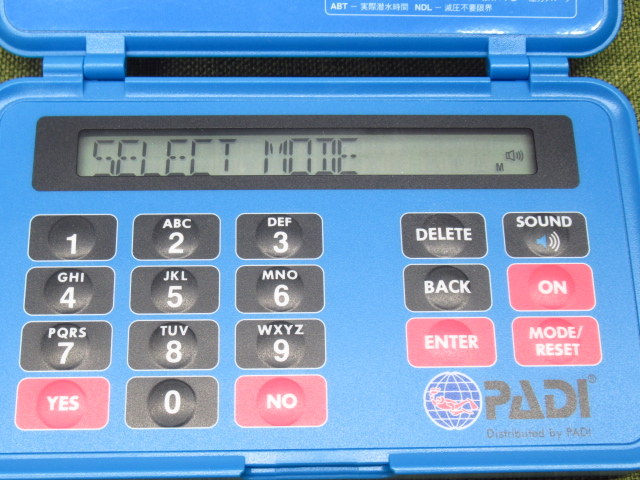 ABT － 実際潜水時間 NDL － 減圧不要限界
SELECT MODE
M
1
ABC
2
DEF
3
DELETE
SOUND
GHI
4
JKL
5
MNO
6
BACK
ON
PQRS
7
TUV
8
WXYZ
9
ENTER
MODE/
RESET
YES
0
NO
PADI®
Distributed by PADI